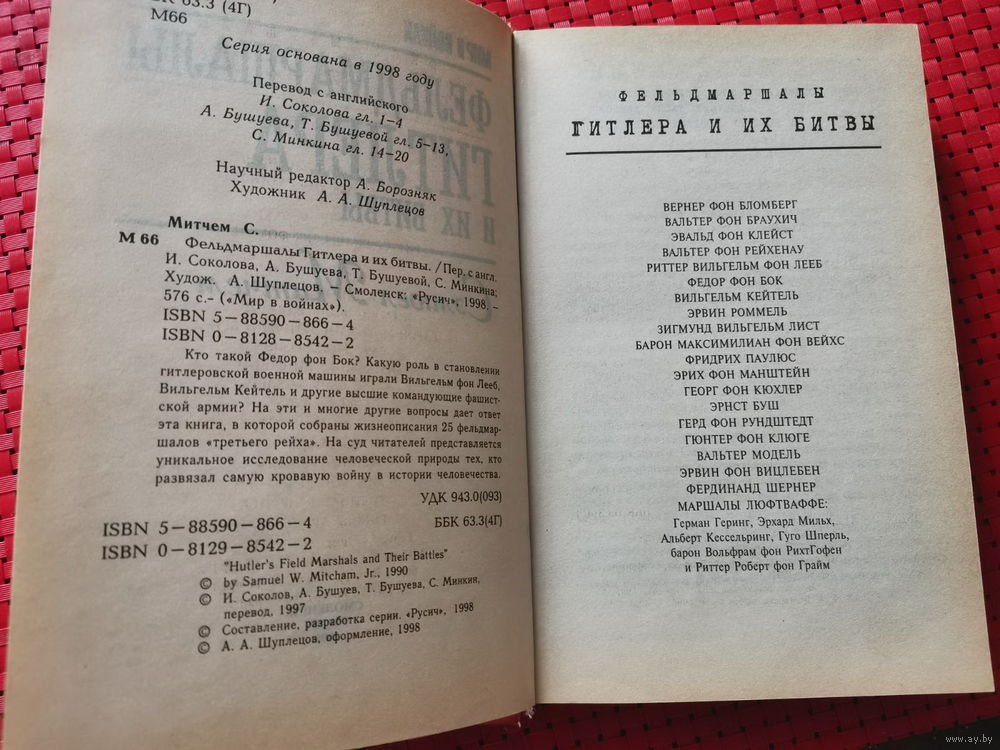 БК 63.3 (4Г)
М66
Серия основана в 1998 году
Перевод с английского
И. Соколова гл. 1–4
А. Бушуева, Т. Бушуевой гл. 5–13,
С. Минкина гл. 14–20
Научный редактор А. Борозняк
Художник А. А. Шуплецов
Митчем С.
М 66 Фельдмаршалы Гитлера и их битвы. /Пер. с англ.
И. Соколова, А. Бушуева, Т. Бушуевой, С. Минкина;
Худож. А. Шуплецов. – Смоленск; «Русич», 1998. –
576 с.– («Мир в войнах»).
ISBN 5–88590–866–4
ISBN 0–8128–8542–2
Кто такой Федор фон Бок? Какую роль в становлении
гитлеровской военной машины играли Вильгельм фон Лееб,
Вильгельм Кейтель и другие высшие командующие фашист-
ской армии? На эти и многие другие вопросы дает ответ
эта книга, в которой собраны жизнеописания 25 фельдмар-
шалов «третьего рейха». На суд читателей представляется
уникальное исследование человеческой природы тех, кто
развязал самую кровавую войну в истории человечества.
УДК 943.0(093)
ISBN 5–88590–866–4
ББК 63.3(4Г)
ISBN 0–8129–8542–2
"Hutler's Field Marshals and Their Battles"
© by Samuel W. Mitcham, Jr., 1990
© И. Соколов, А. Бушуев, Т. Бушуева, С. Минкин,
перевод, 1997
© Составление, разработка серии. «Русич», 1998
© А. А. Шуплецов, оформление, 1998
ФЕЛЬДМАРШАЛЫ
ГИТЛЕРА И ИХ БИТВЫ
ВЕРНЕР ФОН БЛОМБЕРГ
ВАЛЬТЕР ФОН БРАУХИЧ
ЭВАЛЬД ФОН КЛЕЙСТ
ВАЛЬТЕР ФОН РЕЙХЕНАУ
РИТТЕР ВИЛЬГЕЛЬМ ФОН ЛЕЕБ
ФЕДОР ФОН БОК
ВИЛЬГЕЛЬМ КЕЙТЕЛЬ
ЭРВИН РОММЕЛЬ
ЗИГМУНД ВИЛЬГЕЛЬМ ЛИСТ
БАРОН МАКСИМИЛИАН ФОН ВЕЙХС
ФРИДРИХ ПАУЛЮС
ЭРИХ ФОН МАНШТЕЙН
ГЕОРГ ФОН КЮХЛЕР
ЭРНСТ БУШ
ГЕРД ФОН РУНДШТЕДТ
ГЮНТЕР ФОН КЛЮГЕ
ВАЛЬТЕР МОДЕЛЬ
ЭРВИН ФОН ВИЦЛЕБЕН
ФЕРДИНАНД ШЕРНЕР
МАРШАЛЫ ЛЮФТВАФФЕ:
Герман Геринг, Эрхард Мильх,
Альберт Кессельринг, Гуго Шперль,
барон Вольфрам фон РихтГофен
и Риттер Роберт фон Грайм
www.ay.by